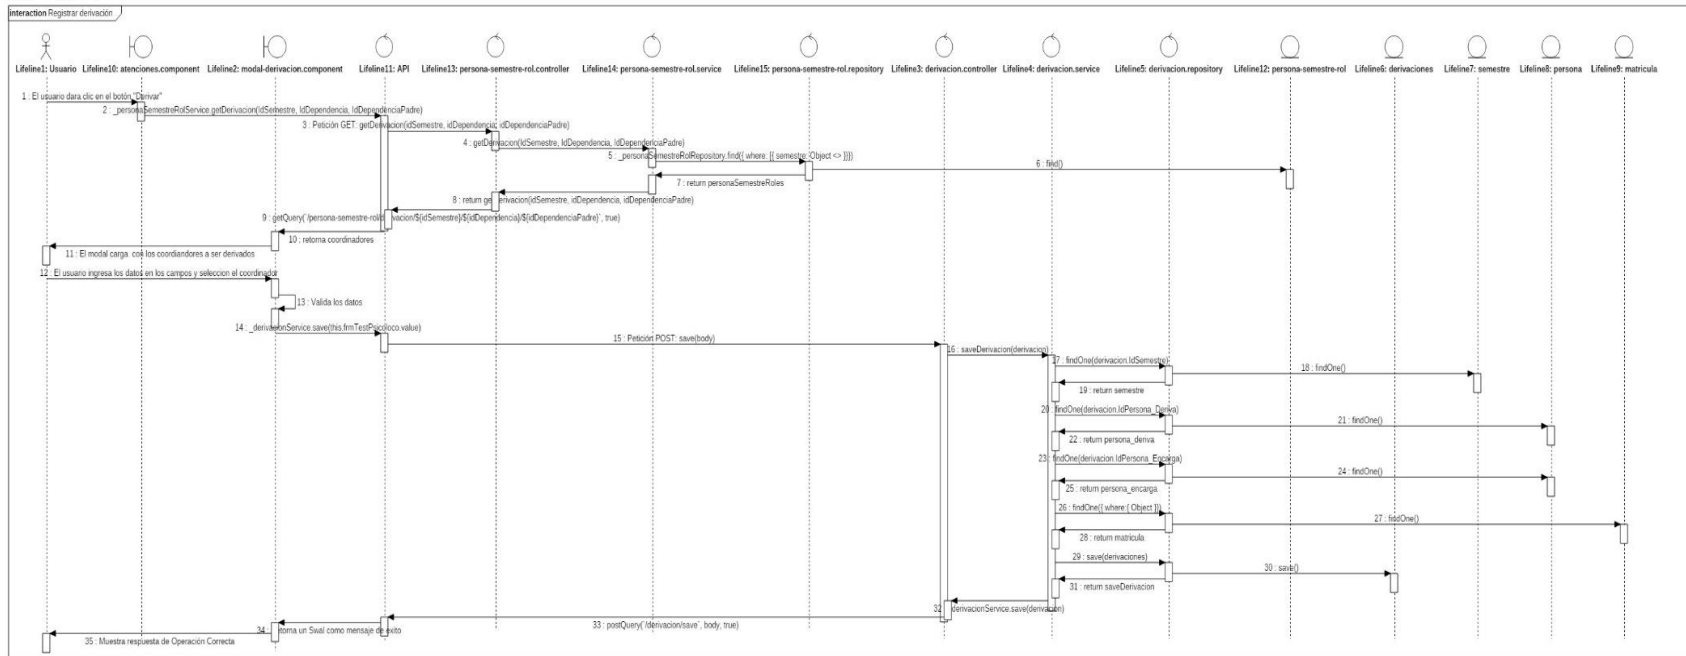 interaction Registrar derivación
Lifeline1: Usuario
Lifeline10: atenciones.component
Lifeline2: modal-derivacion.component
Lifeline11: API
Lifeline13: persona-semestre-rol.controller
Lifeline14: persona-semestre-rol.service
Lifeline15: persona-semestre-rol.repository
Lifeline3: derivacion.controller
Lifeline4: derivacion.service
Lifeline5: derivacion.repository
Lifeline12: persona-semestre-rol
Lifeline6: derivaciones
Lifeline7: semestre
Lifeline8: persona
Lifeline9: matricula
1 : El usuario dara clic en el botón "Derivar"
2 : _personaSemestreRolService.getDerivacion(IdSemestre, IdDependencia, IdDependenciaPadre)
3 : Petición GET: getDerivacion(idSemestre, idDependencia, idDependenciaPadre)
4 : getDerivacion(IdSemestre, IdDependencia, IdDependenciaPadre)
5 : _personaSemestreRolRepository.find({ where: [{ semestre: Object <> }]})
6 : find()
7 : return personaSemestreRoles
8 : return getDerivacion(idSemestre, idDependencia, idDependenciaPadre)
9 : getQuery(`/persona-semestre-rol/derivacion/${idSemestre}/${idDependencia}/${idDependenciaPadre}`, true)
10 : retorna coordinadores
11 : El modal carga con los coordiandores a ser derivados
12 : El usuario ingresa los datos en los campos y seleccion el coordinador
13 : Valida los datos
14 : _derivacionService.save(this.frmTestPsicoloco.value)
15 : Petición POST: save(body)
16 : saveDerivacion(derivacion)
17 : findOne(derivacion.IdSemestre)
18 : findOne()
19 : return semestre
20 : findOne(derivacion.IdPersona_Deriva)
21 : findOne()
22 : return persona_deriva
23 : findOne(derivacion.IdPersona_Encarga)
24 : findOne()
25 : return persona_encarga
26 : findOne({ where:{ Object }})
27 : findOne()
28 : return matricula
29 : save(derivaciones)
30 : save()
31 : return saveDerivacion
32 derivacionService.save(derivacion)
33 : postQuery(`/derivacion/save`, body, true)
34 : retorna un Swal como mensaje de exito
35 : Muestra respuesta de Operación Correcta